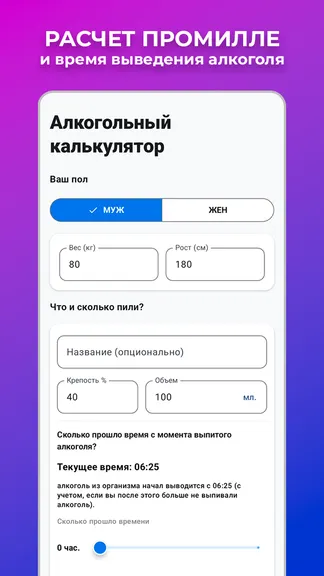 РАСЧЕТ ПРОМИЛЛЕ
и время выведения алкоголя
Алкогольный
калькулятор
Ваш пол
МУЖ
ЖЕН
Вес (кг)
80
Рост (см)
180
Что и сколько пили?
Название (опционально)
Крепость %
40
Объем
100
мл.
Сколько прошло время с момента выпитого
алкоголя?
Текущее время: 06:25
алкоголь из организма начал выводится с 06:25 (с
учетом, если вы после этого больше не выпивали
алкоголь).
Сколько прошло времени
0 час.